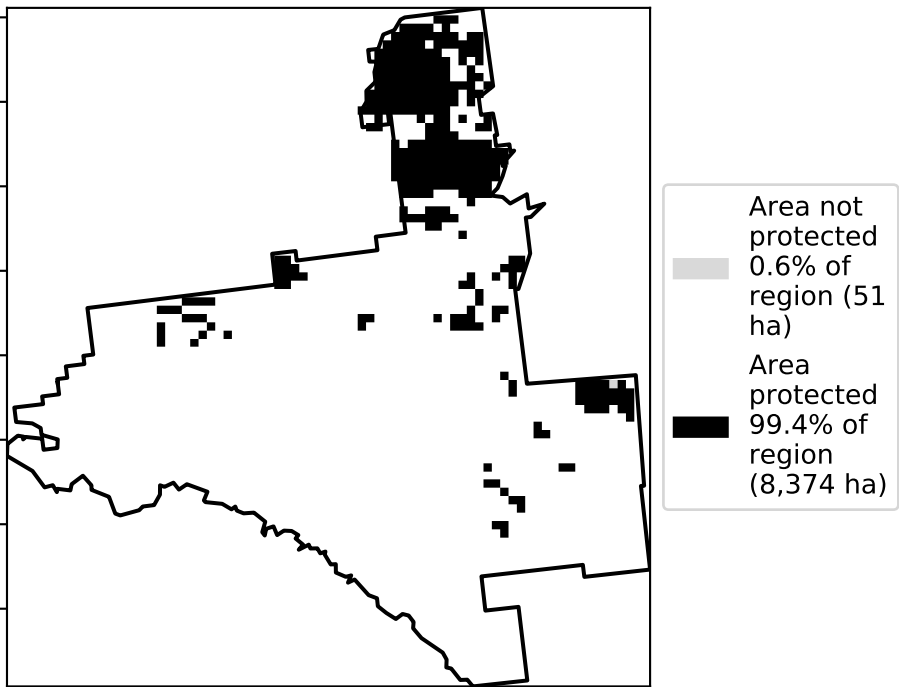 Area not
protected
0.6% of
region (51
ha)
Area
protected
99.4% of
region
(8,374 ha)